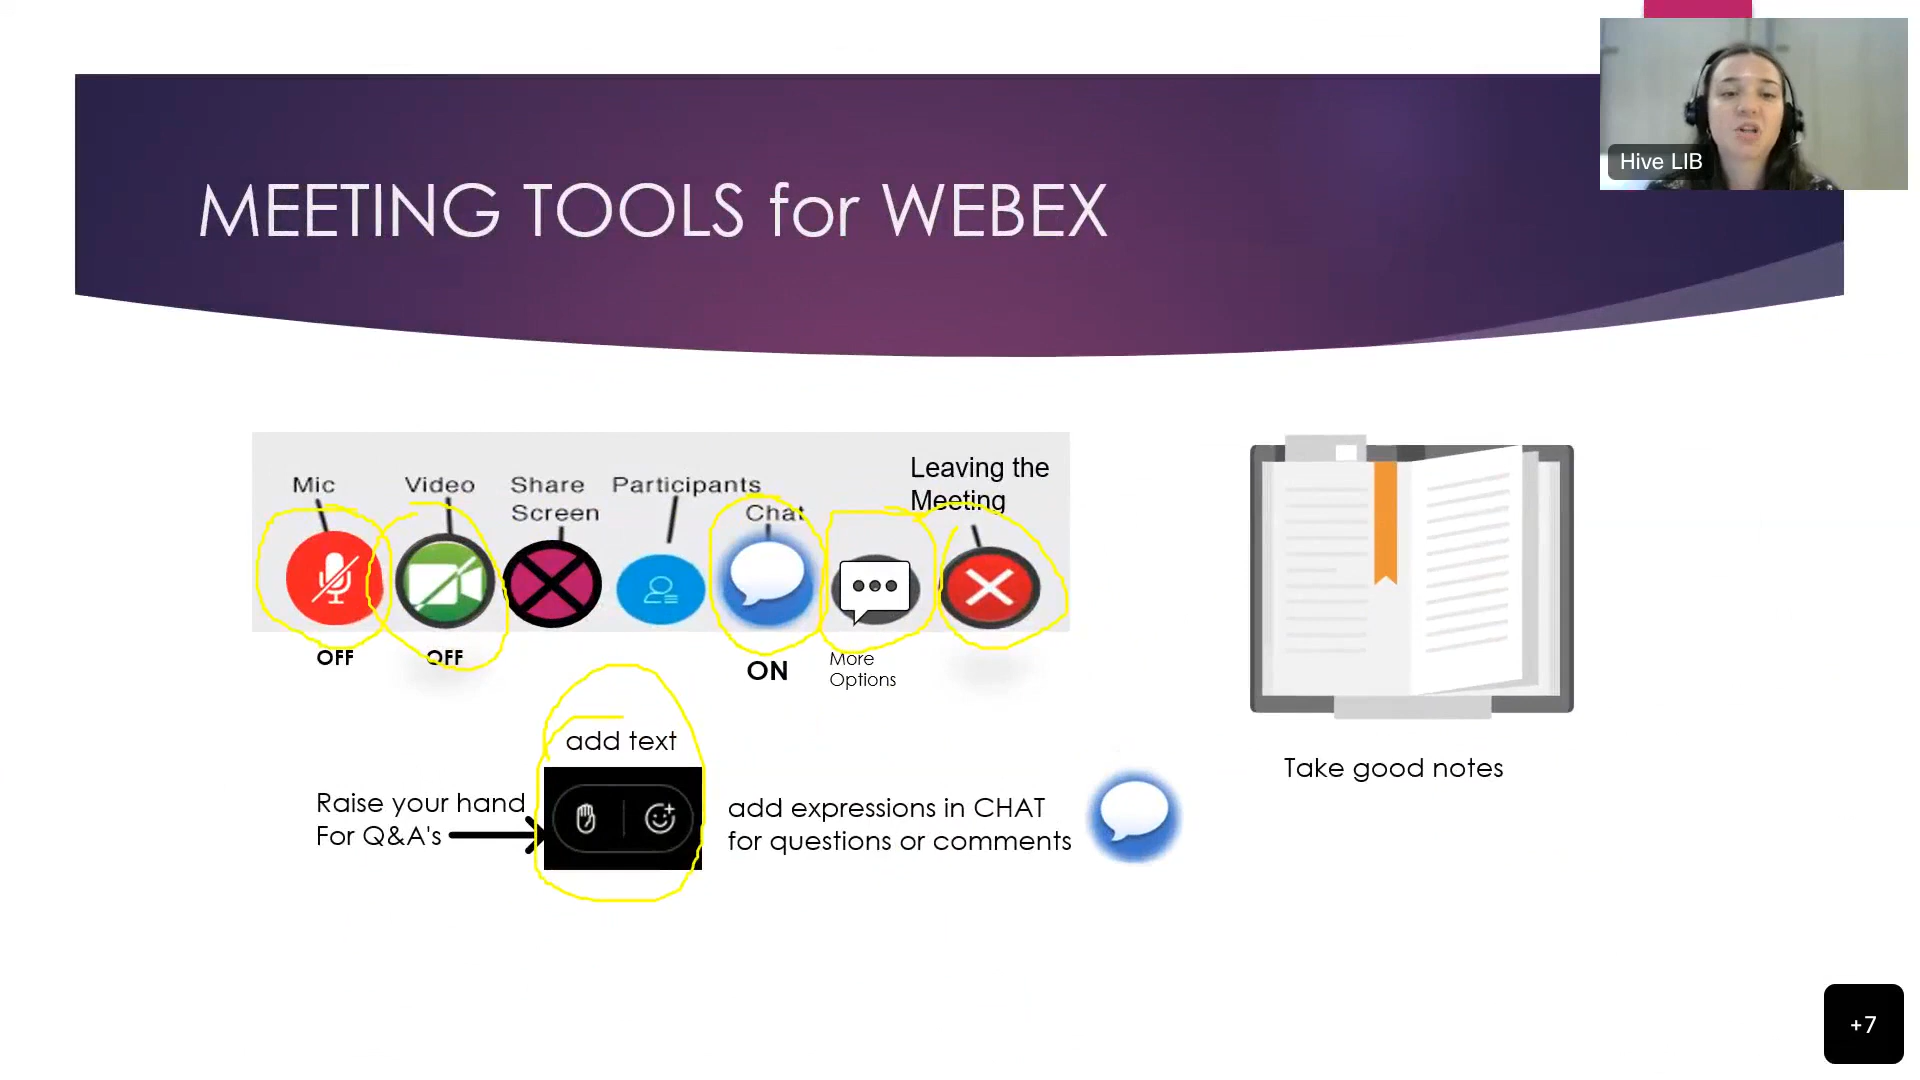 Hive LIB
MEETING TOOLS for WEBEX
Mic
Video
Share
Screen
Participants
Chat
Leaving the
Meeting
OFF
OFF
ON
More
Options
add text
Raise your hand
For Q&A's
add expressions in CHAT
for questions or comments
Take good notes
+7